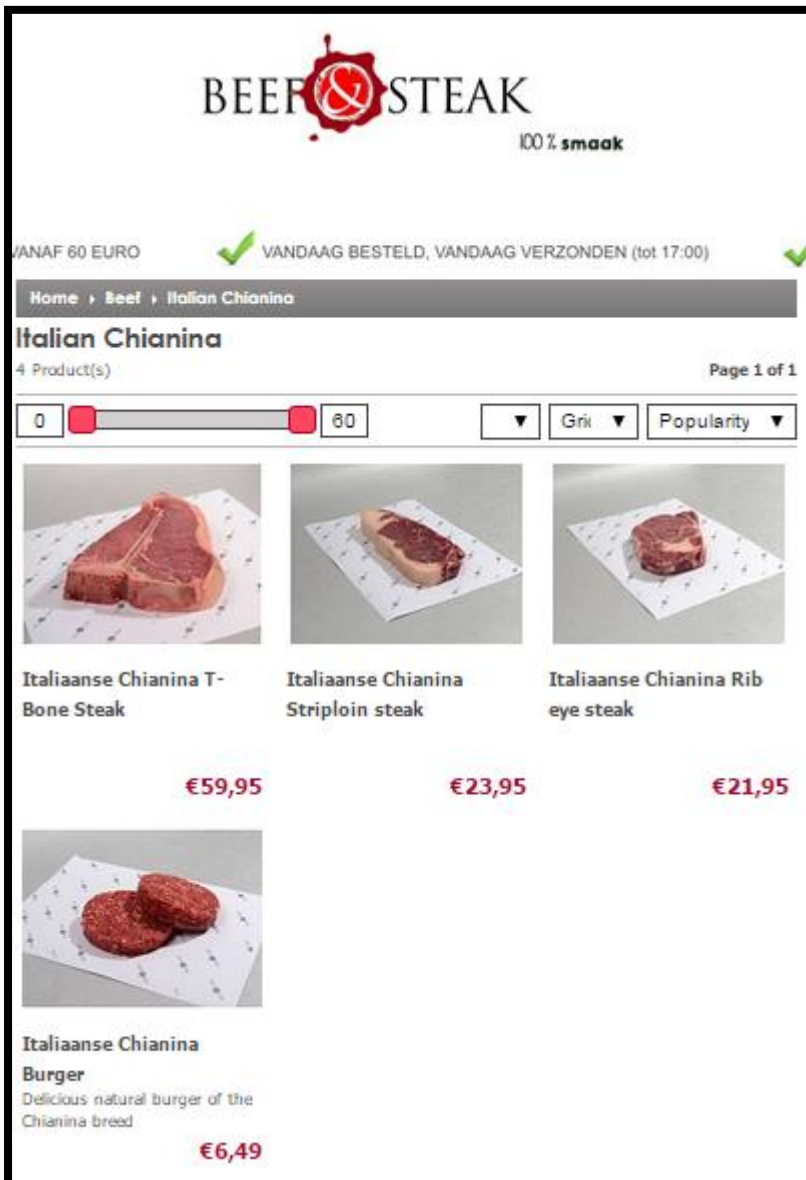 BEEF & STEAK
100 % smaak
VANAF 60 EURO VANDAAG BESTELD, VANDAAG VERZONDEN (tot 17:00)
Home › Beef › Italian Chianina
Italian Chianina
4 Product(s) Page 1 of 1
0 60 Gri Popularity
Italiaanse Chianina T-
Bone Steak
€59,95
Italiaanse Chianina
Striploin steak
€23,95
Italiaanse Chianina Rib
eye steak
€21,95
Italiaanse Chianina
Burger
Delicious natural burger of the
Chianina breed
€6,49